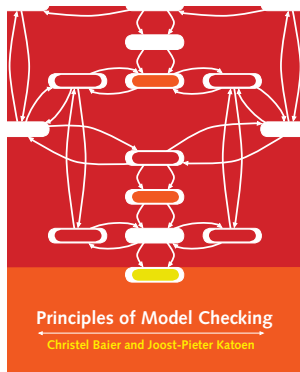 Principles of Model Checking
Christel Baier and Joost-Pieter Katoen